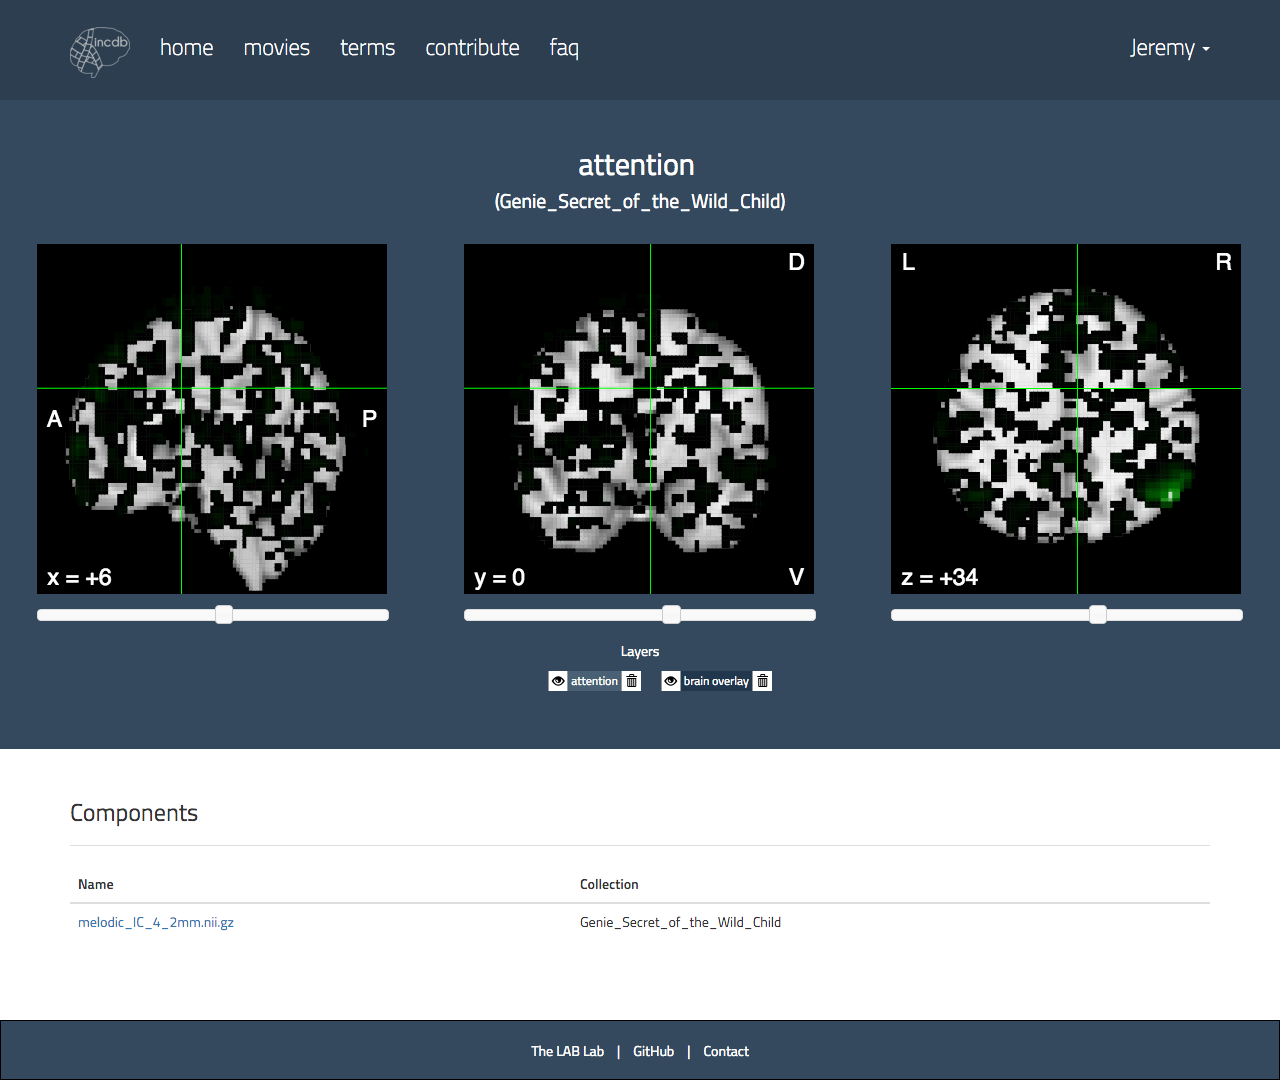 incdb home movies terms contribute faq Jeremy
attention
(Genie_Secret_of_the_Wild_Child)
A P x = +6
D y = 0 V
L R z = +34
Layers
attention brain overlay
Components
Name Collection
melodic_IC_4_2mm.nii.gz Genie_Secret_of_the_Wild_Child
The LAB Lab | GitHub | Contact